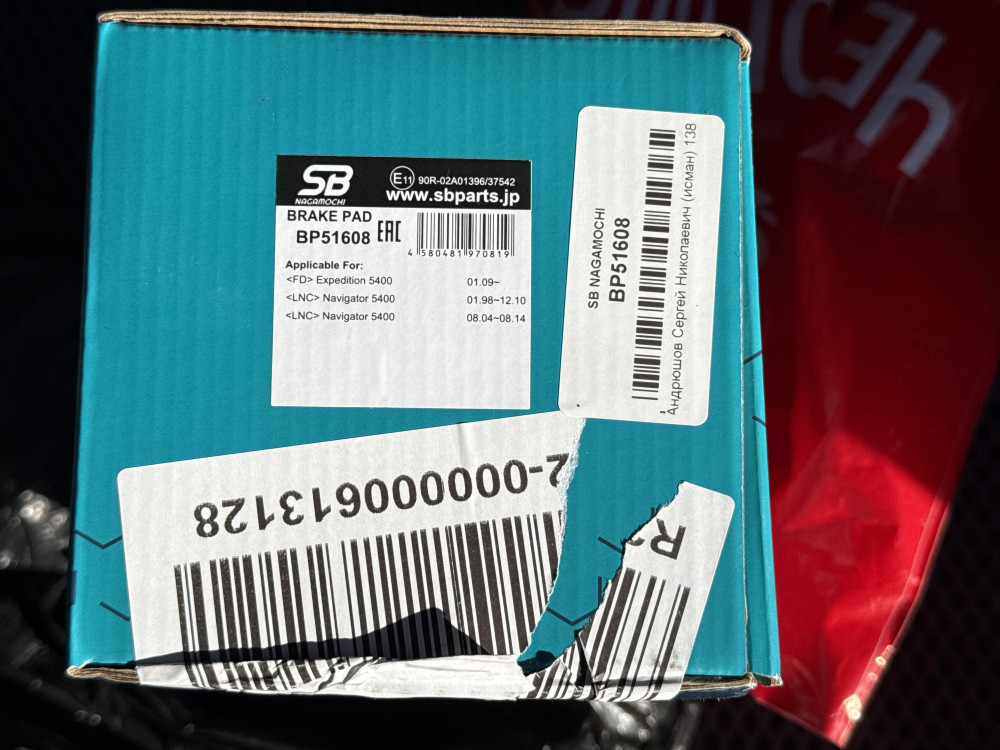 SB
NAGAMOCHI
E11 90R-02A01396/37542
www.sbparts.jp
BRAKE PAD
BP51608
EAC
4 580481 970819
Applicable For:
<FD> Expedition 5400 01.09~
<LNC> Navigator 5400 01.98~12.10
<LNC> Navigator 5400 08.04~08.14
SB NAGAMOCHI
BP51608
Андрюшов Сергей Николаевич (исман) 138
2-00000613128